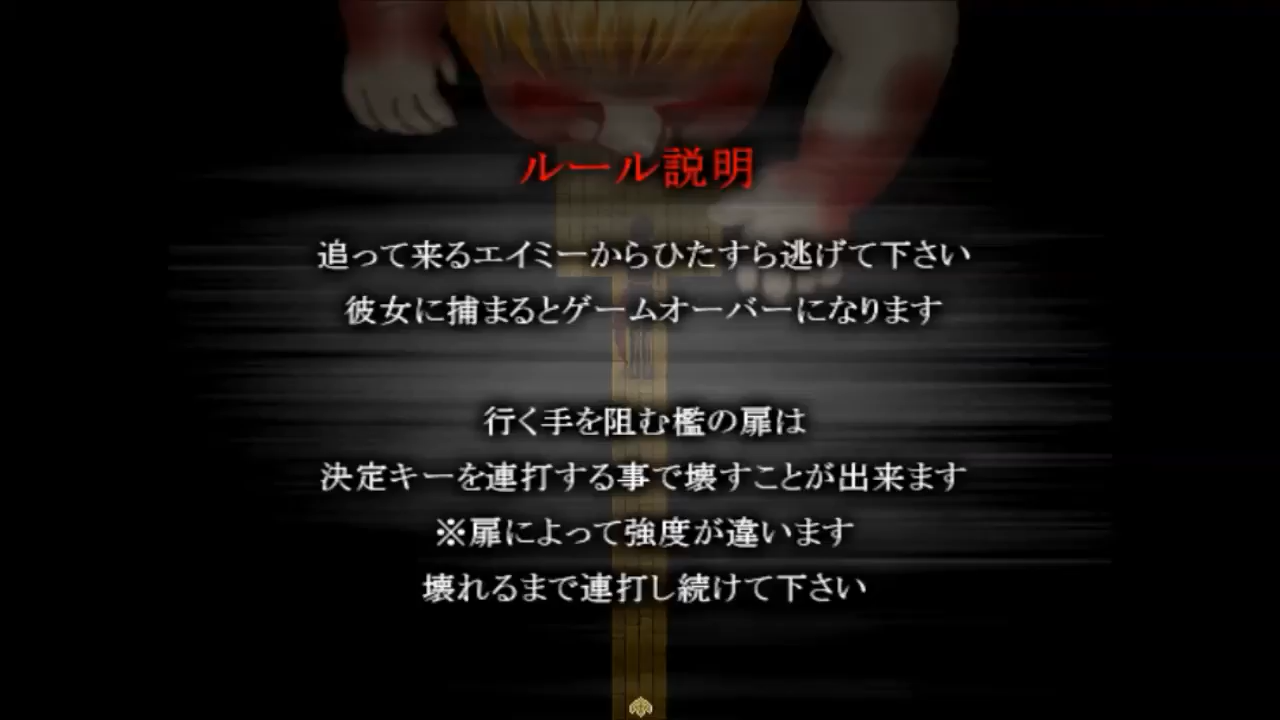 ルール説明
追って来るエイミーからひたすら逃げて下さい
彼女に捕まるとゲームオーバーになります
行く手を阻む檻の扉は
決定キーを連打する事で壊すことが出来ます
※扉によって強度が違います
壊れるまで連打し続けて下さい